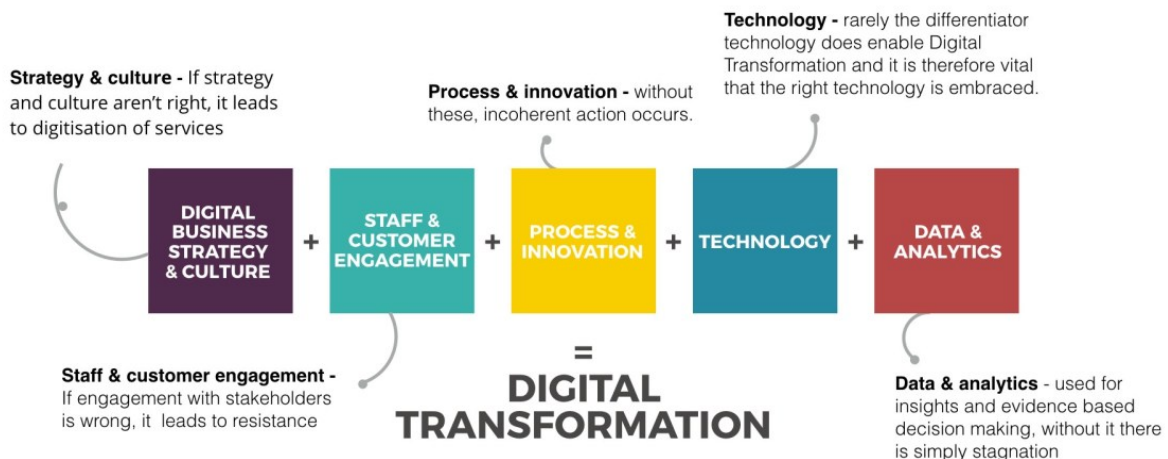 Technology - rarely the differentiator
technology does enable Digital
Transformation and it is therefore vital
that the right technology is embraced.
Strategy & culture - If strategy
and culture aren't right, it leads
to digitisation of services
Process & innovation - without
these, incoherent action occurs.
DIGITAL
BUSINESS
STRATEGY
& CULTURE
+
STAFF &
CUSTOMER
ENGAGEMENT
+
PROCESS &
INNOVATION
+
TECHNOLOGY
+
DATA &
ANALYTICS
=
DIGITAL
TRANSFORMATION
Staff & customer engagement -
If engagement with stakeholders
is wrong, it  leads to resistance
Data & analytics - used for
insights and evidence based
decision making, without it there
is simply stagnation